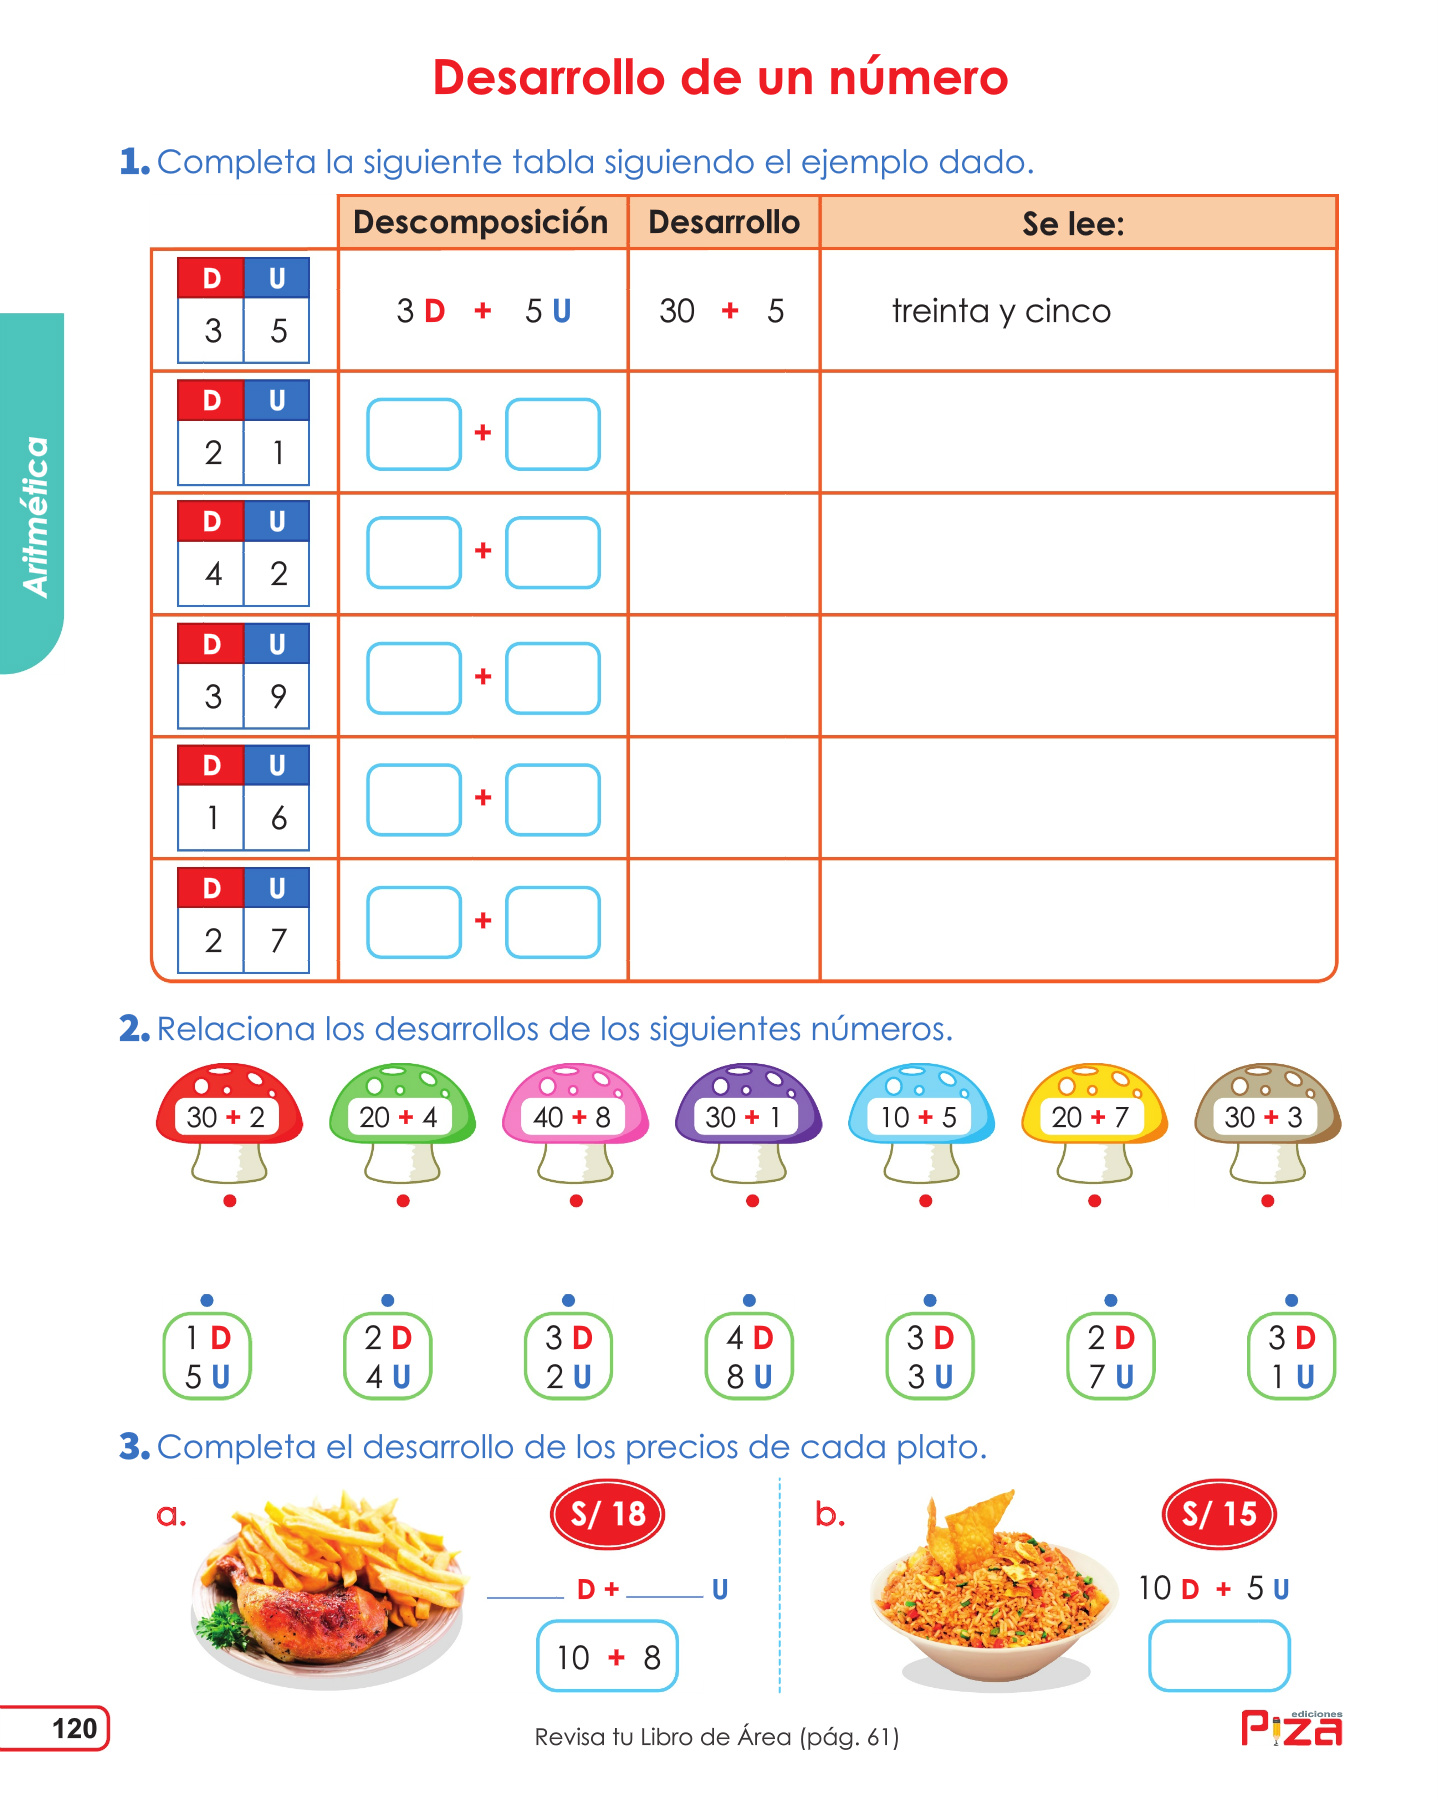 Desarrollo de un número
1. Completa la siguiente tabla siguiendo el ejemplo dado.
Descomposición Desarrollo Se lee:
D U
3 5
3 D + 5 U 30 + 5 treinta y cinco
D U
2 1
+
D U
4 2
+
D U
3 9
+
D U
1 6
+
D U
2 7
+
Aritmética
2. Relaciona los desarrollos de los siguientes números.
30 + 2 20 + 4 40 + 8 30 + 1 10 + 5 20 + 7 30 + 3
1 D 2 D 3 D 4 D 3 D 2 D 3 D
5 U 4 U 2 U 8 U 3 U 7 U 1 U
3. Completa el desarrollo de los precios de cada plato.
a.
S/ 18
____ D + ____ U
10 + 8
b.
S/ 15
10 D + 5 U
120
Revisa tu Libro de Área (pág. 61)
ediciones
Piza